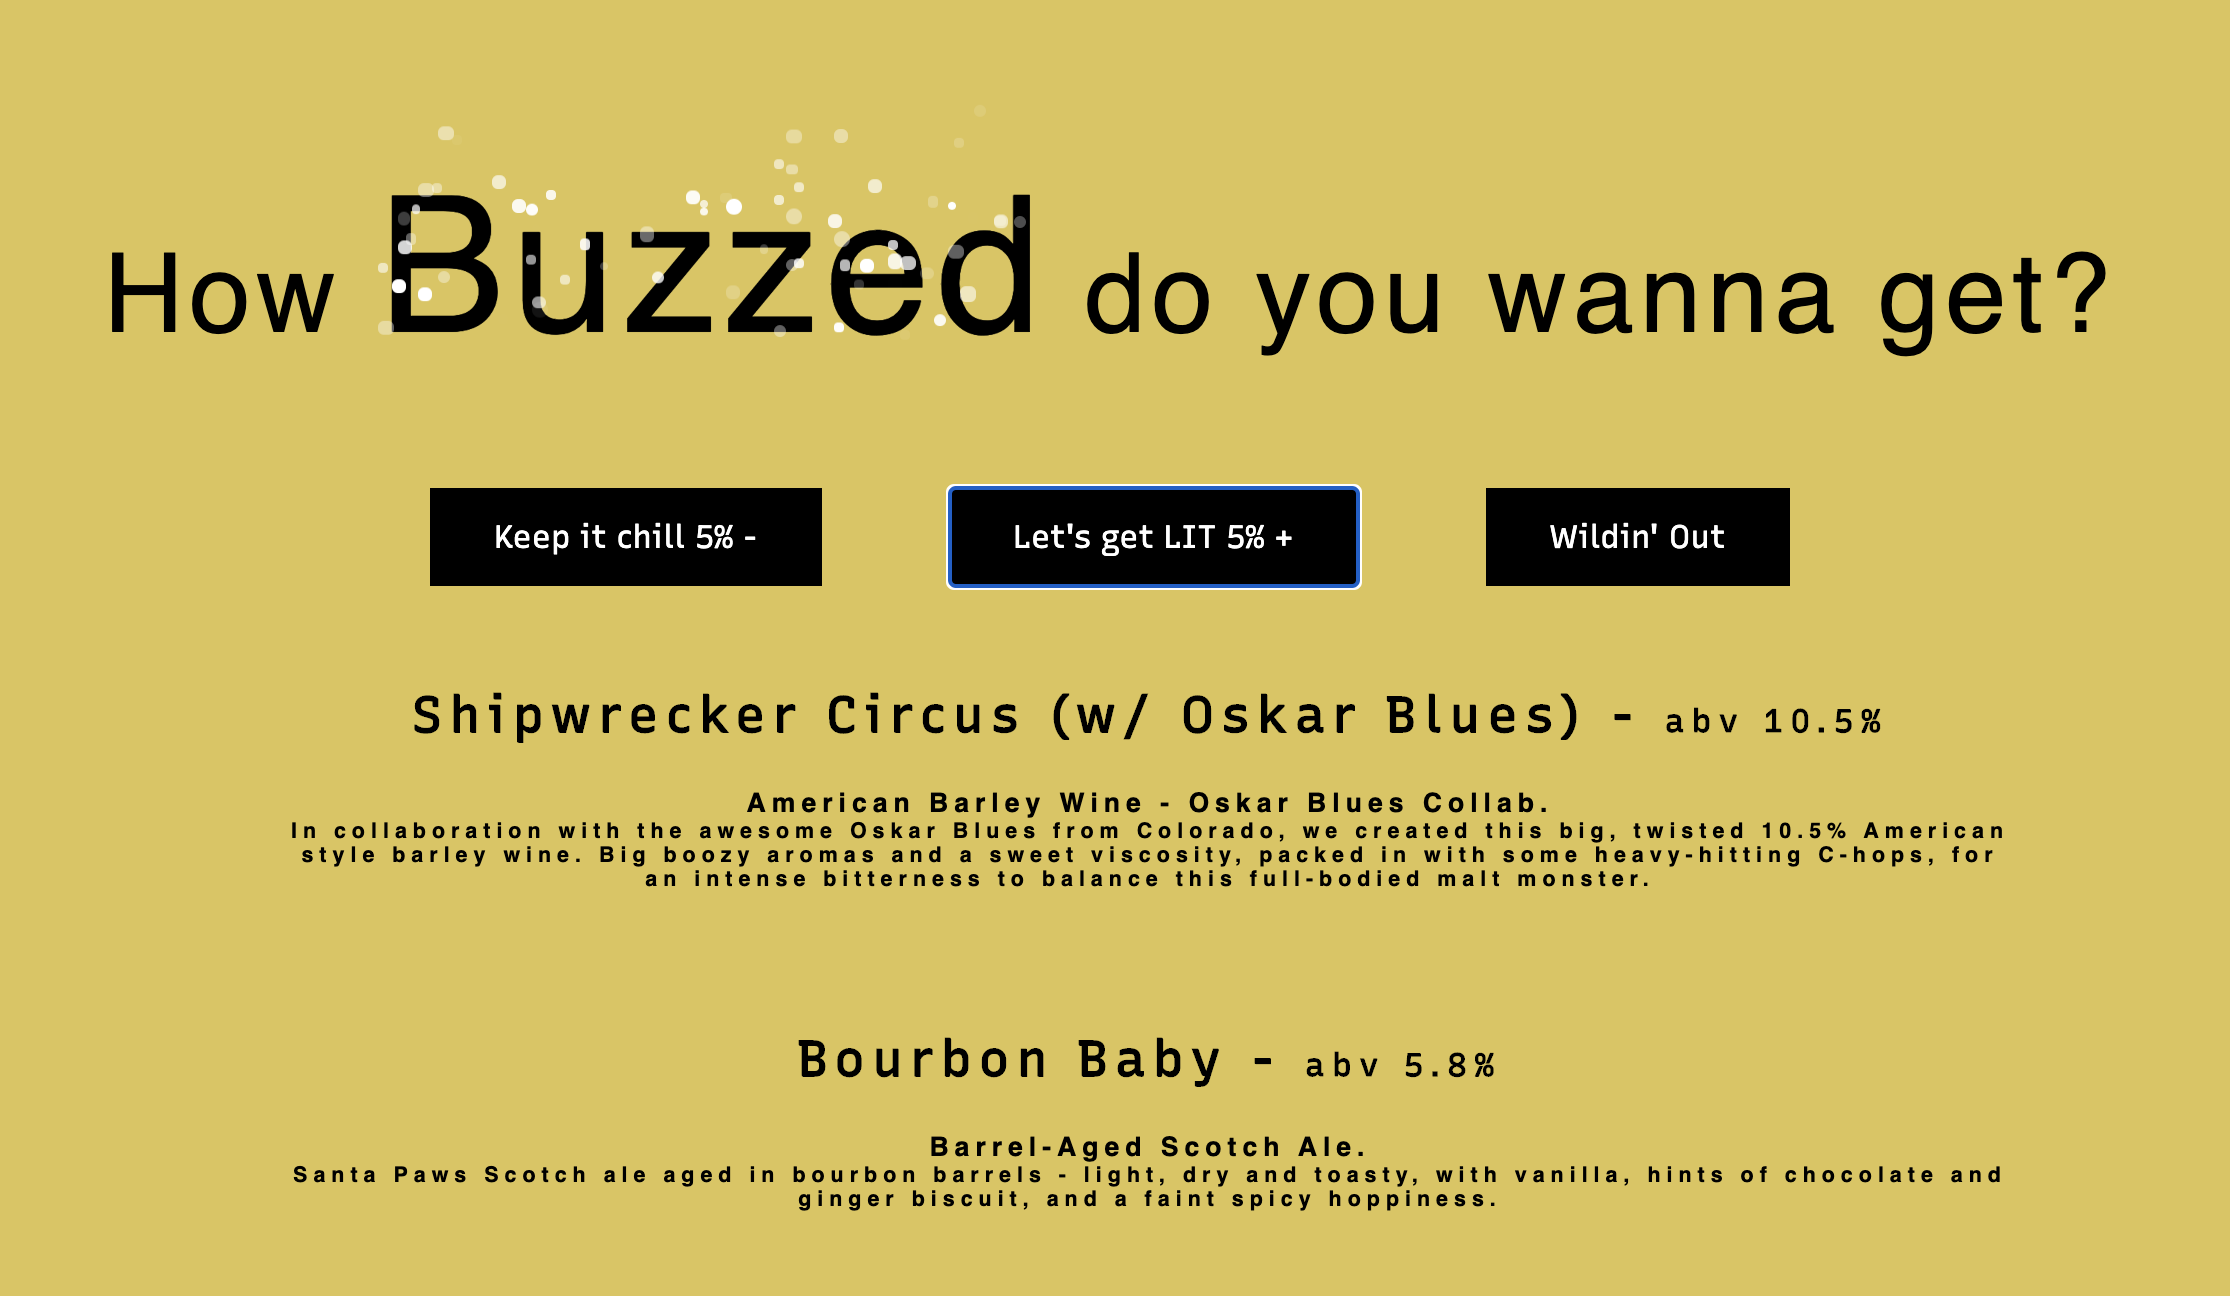 How Buzzed do you wanna get?
Keep it chill 5% -
Let's get LIT 5% +
Wildin' Out
Shipwrecker Circus (w/ Oskar Blues) - abv 10.5%
American Barley Wine - Oskar Blues Collab.
In collaboration with the awesome Oskar Blues from Colorado, we created this big, twisted 10.5% American
style barley wine. Big boozy aromas and a sweet viscosity, packed in with some heavy-hitting C-hops, for
an intense bitterness to balance this full-bodied malt monster.
Bourbon Baby - abv 5.8%
Barrel-Aged Scotch Ale.
Santa Paws Scotch ale aged in bourbon barrels - light, dry and toasty, with vanilla, hints of chocolate and
ginger biscuit, and a faint spicy hoppiness.